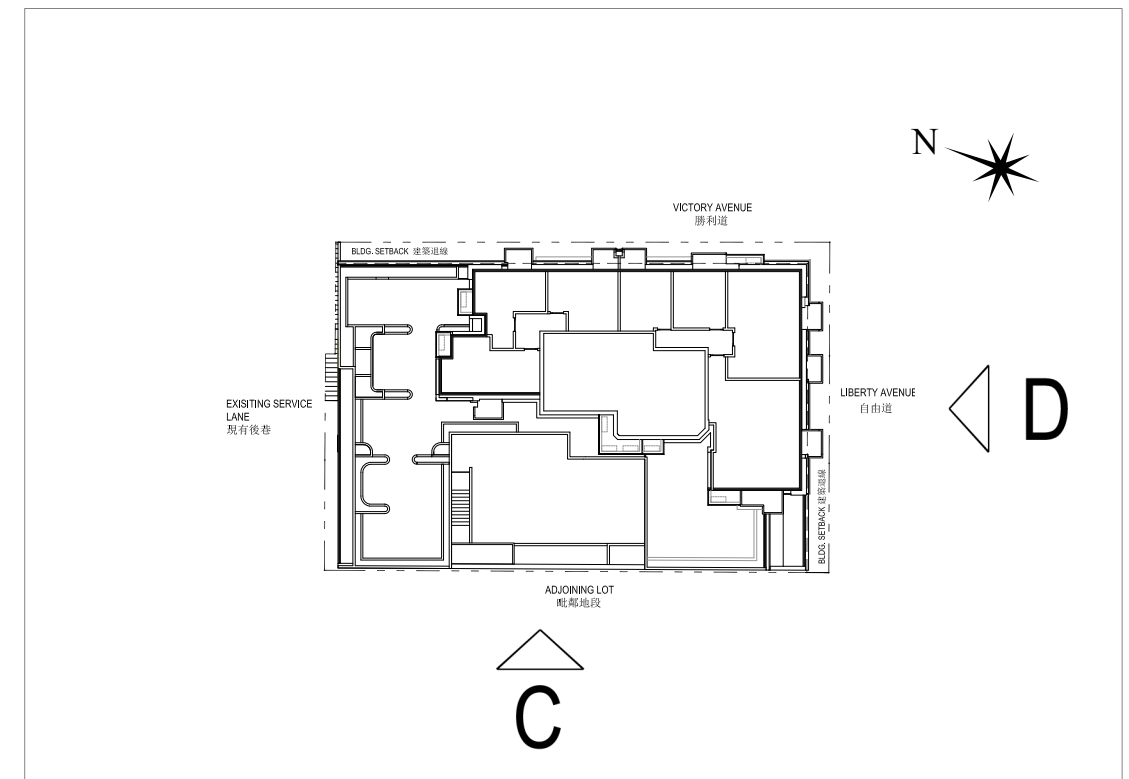 N
VICTORY AVENUE
勝利道
BLDG. SETBACK 建築退線
EXISITING SERVICE
LANE
現有後巷
LIBERTY AVENUE
自由道
D
BLDG. SETBACK 建築退線
ADJOINING LOT
毗鄰地段
C